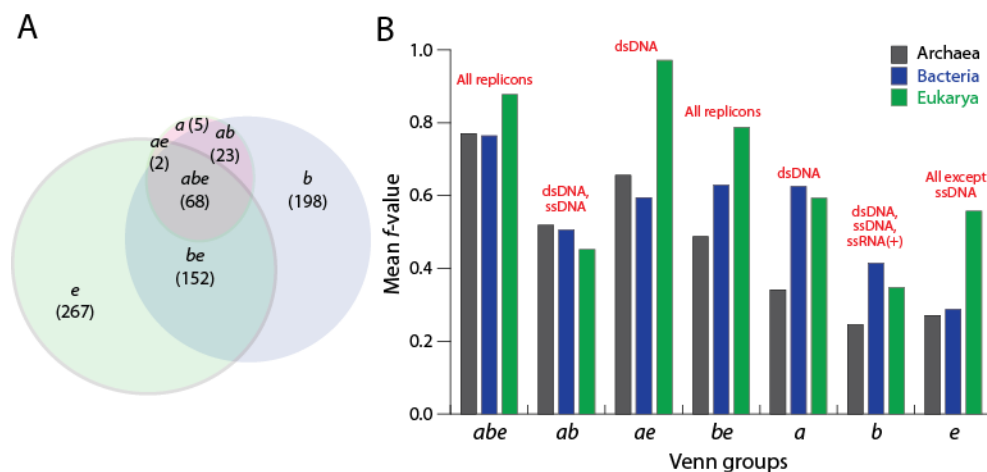 A
a (5)
ae
(2)
ab
(23)
abe
(68)
b
(198)
be
(152)
e
(267)
B
Mean f-value
1.0
0.8
0.6
0.4
0.2
0.0
All replicons
dsDNA,
ssDNA
dsDNA
All replicons
dsDNA
dsDNA,
ssDNA,
ssRNA(+)
All except
ssDNA
Archaea
Bacteria
Eukarya
abe ab ae be a b e
Venn groups